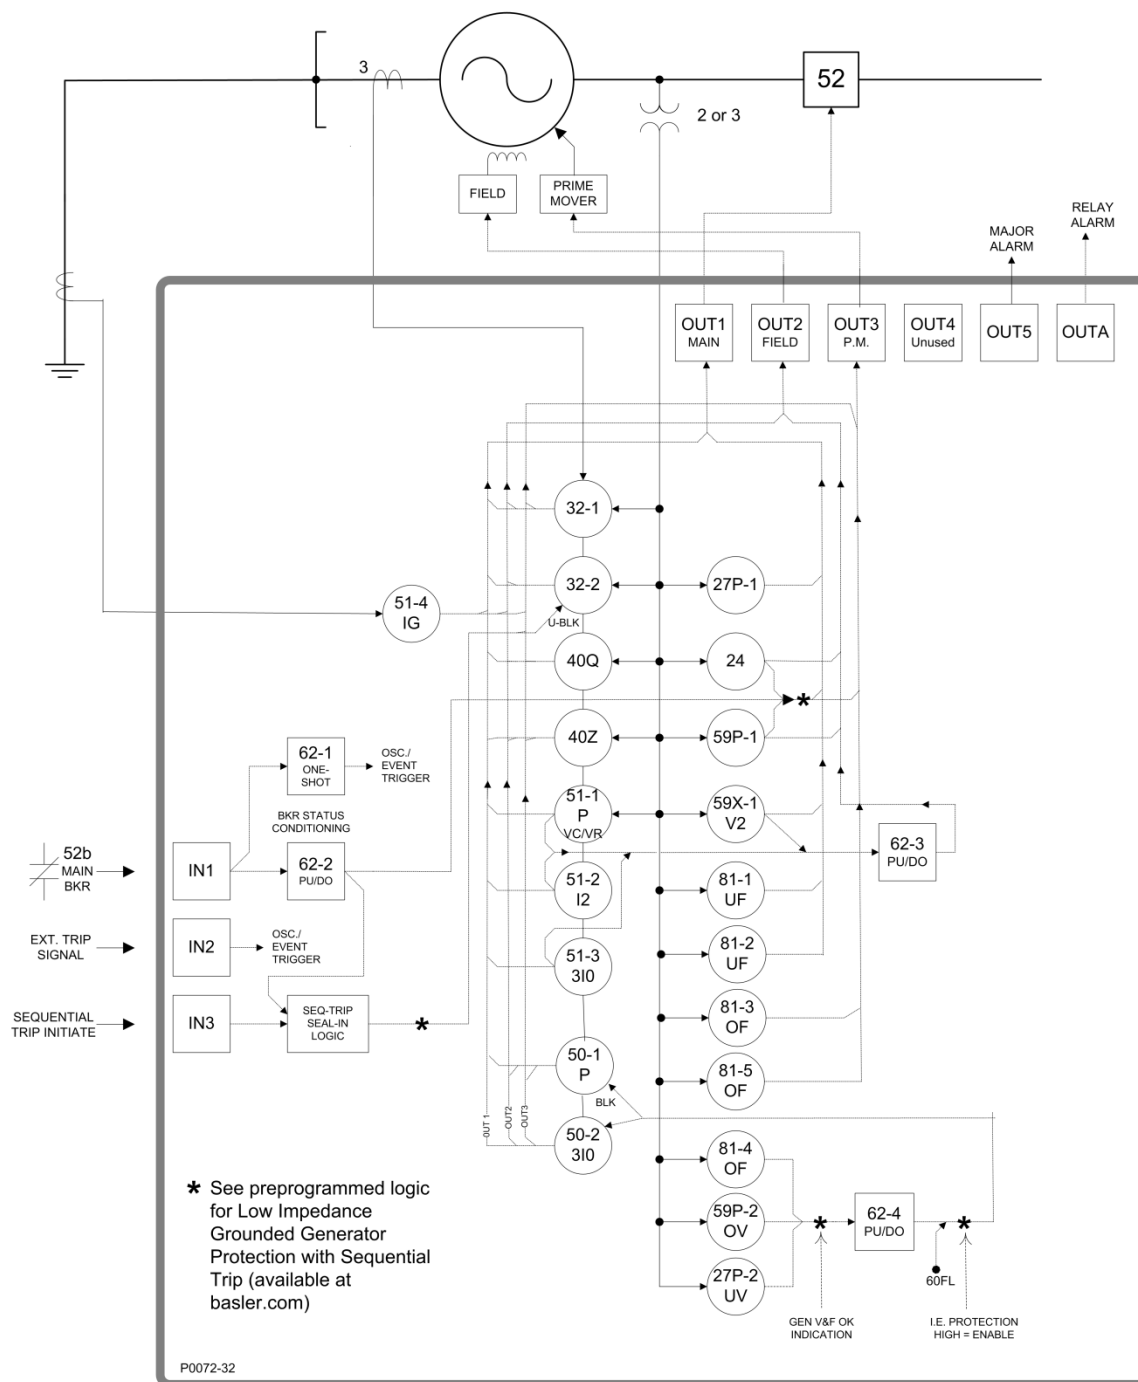 3
52
2 or 3
FIELD
PRIME
MOVER
MAJOR
ALARM
RELAY
ALARM
OUT1
MAIN
OUT2
FIELD
OUT3
P.M.
OUT4
Unused
OUT5
OUTA
32-1
32-2
U-BLK
27P-1
51-4
IG
40Q
24
*
40Z
59P-1
62-1
ONE-
SHOT
OSC./
EVENT
TRIGGER
51-1
P
VC/VR
59X-1
V2
BKR STATUS
CONDITIONING
62-3
PU/DO
52b
MAIN
BKR
IN1
62-2
PU/DO
51-2
I2
81-1
UF
EXT. TRIP
SIGNAL
IN2
OSC./
EVENT
TRIGGER
51-3
3I0
81-2
UF
SEQUENTIAL
TRIP INITIATE
IN3
SEQ-TRIP
SEAL-IN
LOGIC
*
81-3
OF
50-1
P
BLK
81-5
OF
OUT 1
OUT2
OUT3
50-2
3I0
81-4
OF
59P-2
OV
*
62-4
PU/DO
*
60FL
27P-2
UV
GEN V&F OK
INDICATION
I.E. PROTECTION
HIGH = ENABLE
* See preprogrammed logic
for Low Impedance
Grounded Generator
Protection with Sequential
Trip (available at
basler.com)
P0072-32